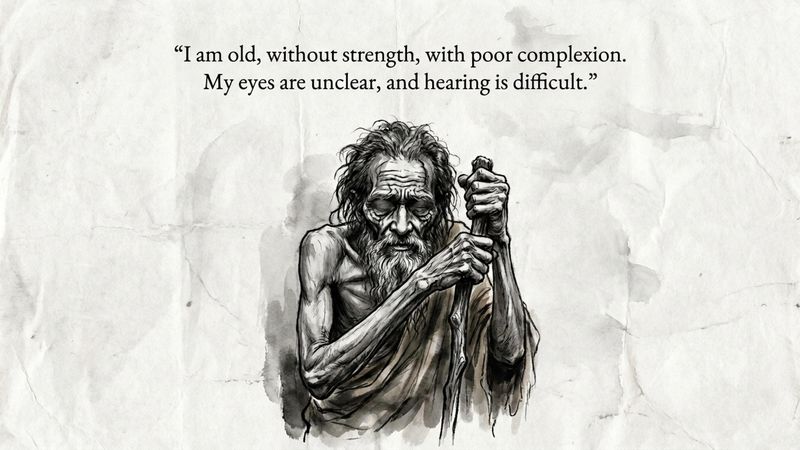 “I am old, without strength, with poor complexion.
My eyes are unclear, and hearing is difficult.”